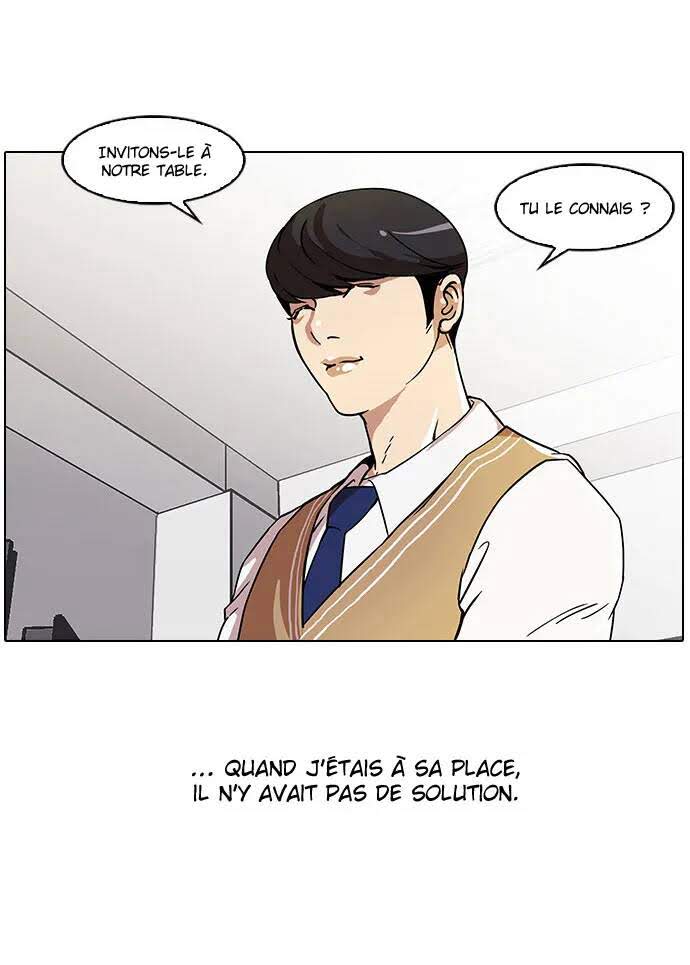 INVITONS-LE À
NOTRE TABLE.
TU LE CONNAIS ?
... QUAND J'ÉTAIS À SA PLACE,
IL N'Y AVAIT PAS DE SOLUTION.